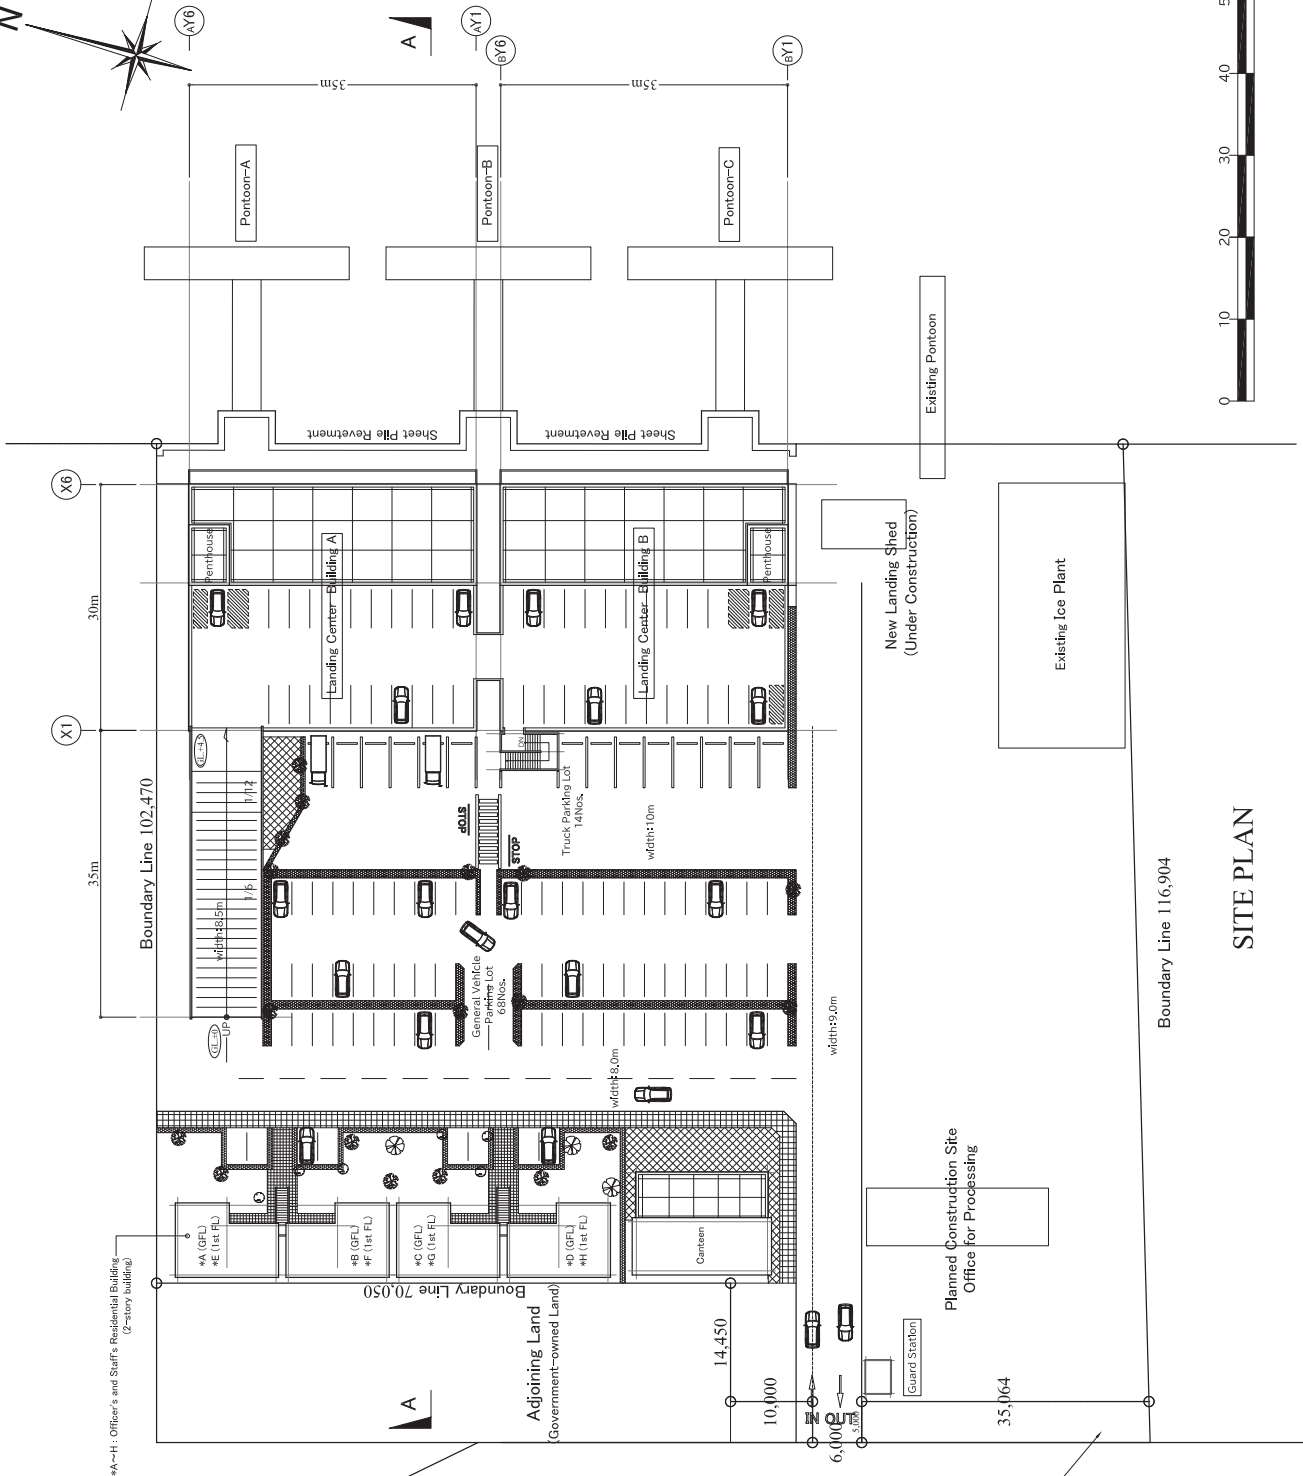 N
AY6
AY1
BY6
BY1
A
35m
35m
Pontoon-A
Pontoon-B
Pontoon-C
50
40
30
20
10
0
Existing Pontoon
Sheet Pile Revetment
Sheet Pile Revetment
X6
X1
30m
35m
Penthouse
Penthouse
Landing Center Building A
Landing Center Building B
New Landing Shed
(Under Construction)
Existing Ice Plant
Boundary Line 102,470
1/12
1/6
width:8.5m
UP
GL±0
DN
STOP
STOP
Truck Parking Lot
14Nos.
width:10m
General Vehicle
Parking Lot
68Nos.
width:8.0m
width:9.0m
Boundary Line 116,904
SITE PLAN
*A~H : Officer's and Staff's Residential Building
(2-story building)
*A (GFL)
*E (1st FL)
*B (GFL)
*F (1st FL)
*C (GFL)
*G (1st FL)
*D (GFL)
*H (1st FL)
Canteen
Boundary Line 70,050
Planned Construction Site
Office for Processing
Adjoining Land
(Government-owned Land)
A
14,450
10,000
IN OUT
6,000
5,000
Guard Station
35,064